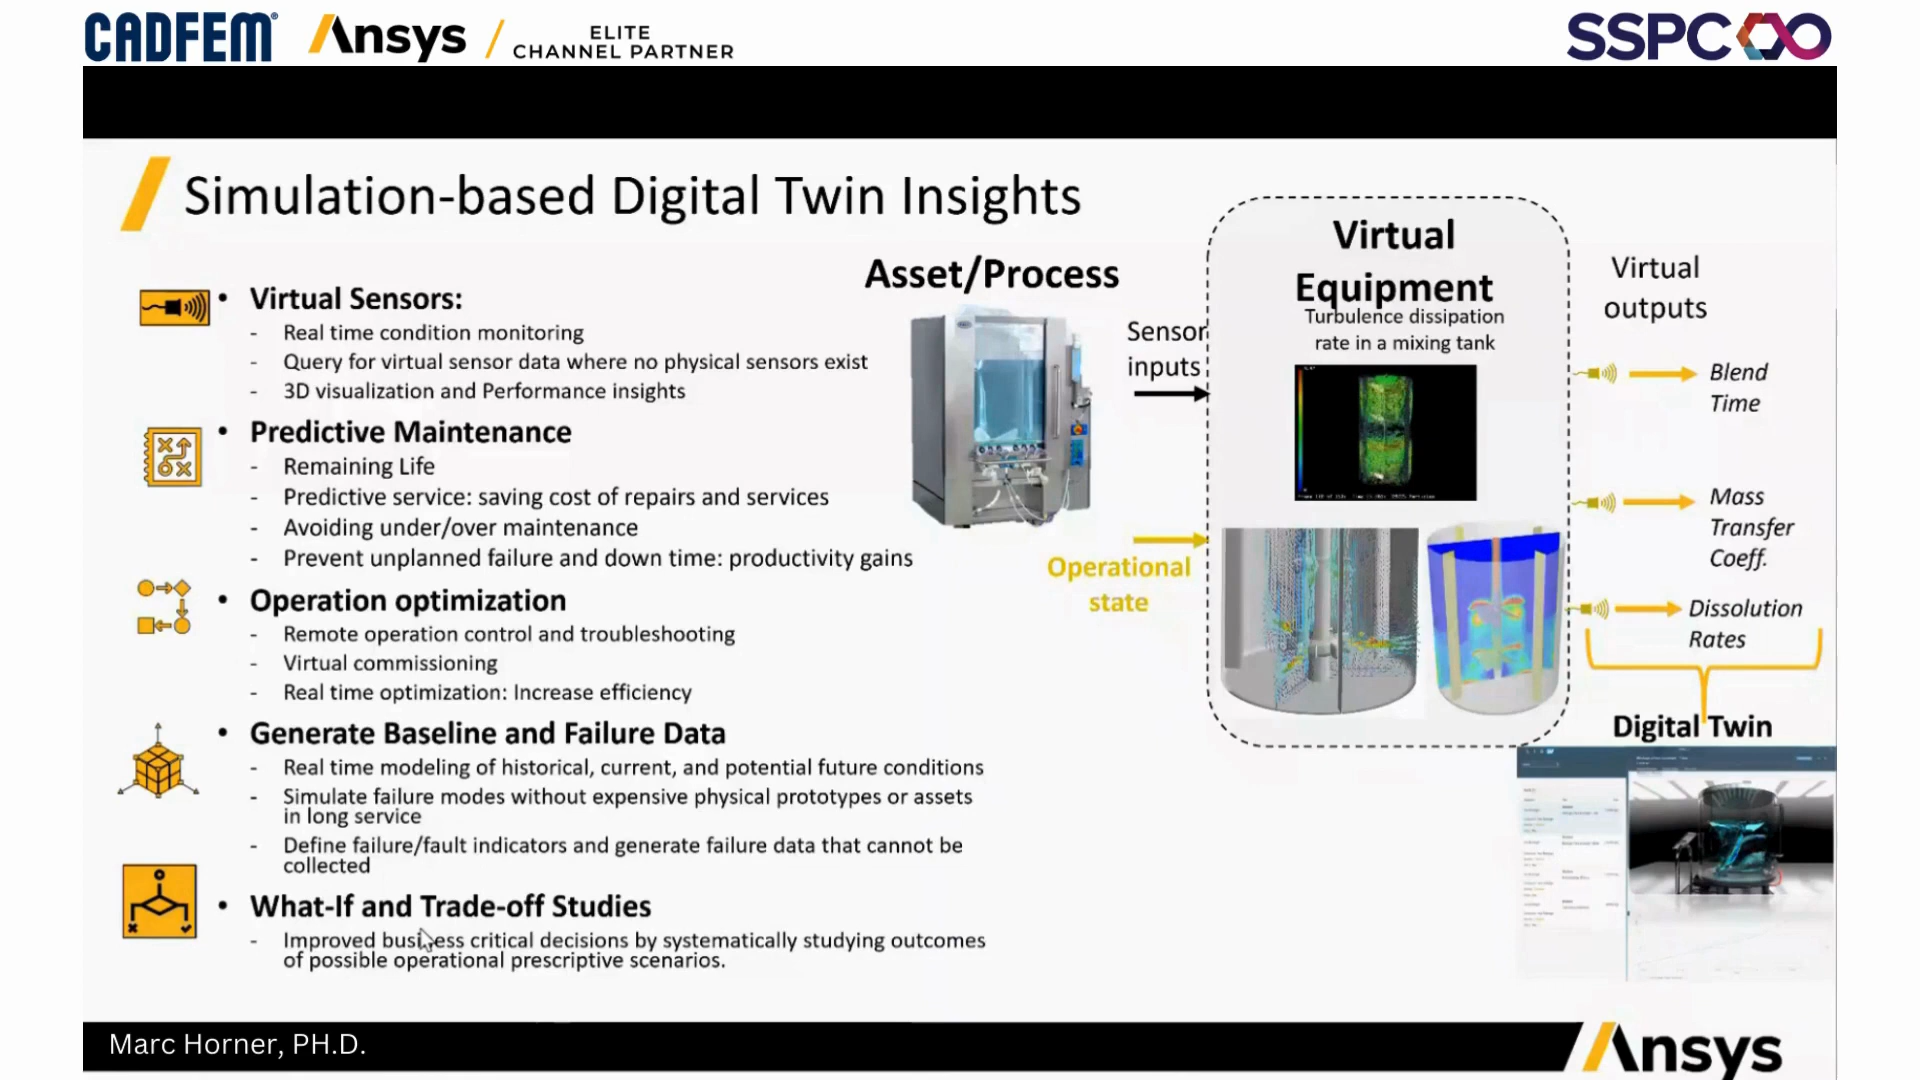 CADFEM
Ansys
ELITE
CHANNEL PARTNER
SSPC
Simulation-based Digital Twin Insights
• Virtual Sensors:
- Real time condition monitoring
- Query for virtual sensor data where no physical sensors exist
- 3D visualization and Performance insights
• Predictive Maintenance
- Remaining Life
- Predictive service: saving cost of repairs and services
- Avoiding under/over maintenance
- Prevent unplanned failure and down time: productivity gains
• Operation optimization
- Remote operation control and troubleshooting
- Virtual commissioning
- Real time optimization: Increase efficiency
• Generate Baseline and Failure Data
- Real time modeling of historical, current, and potential future conditions
- Simulate failure modes without expensive physical prototypes or assets
in long service
- Define failure/fault indicators and generate failure data that cannot be
collected
• What-If and Trade-off Studies
- Improved business critical decisions by systematically studying outcomes
of possible operational prescriptive scenarios.
Asset/Process
Sensor
inputs
Operational
state
Virtual
Equipment
Turbulence dissipation
rate in a mixing tank
Virtual
outputs
Blend
Time
Mass
Transfer
Coeff.
Dissolution
Rates
Digital Twin
Marc Horner, PH.D.
Ansys